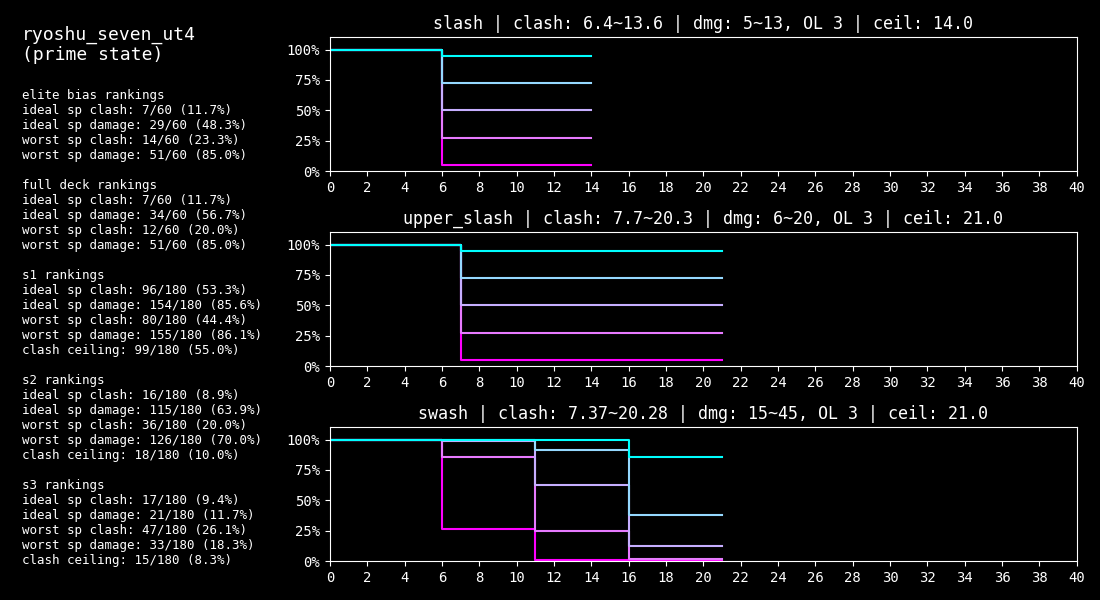 ryoshu_seven_ut4
(prime state)
elite bias rankings
ideal sp clash: 7/60 (11.7%)
ideal sp damage: 29/60 (48.3%)
worst sp clash: 14/60 (23.3%)
worst sp damage: 51/60 (85.0%)
full deck rankings
ideal sp clash: 7/60 (11.7%)
ideal sp damage: 34/60 (56.7%)
worst sp clash: 12/60 (20.0%)
worst sp damage: 51/60 (85.0%)
s1 rankings
ideal sp clash: 96/180 (53.3%)
ideal sp damage: 154/180 (85.6%)
worst sp clash: 80/180 (44.4%)
worst sp damage: 155/180 (86.1%)
clash ceiling: 99/180 (55.0%)
s2 rankings
ideal sp clash: 16/180 (8.9%)
ideal sp damage: 115/180 (63.9%)
worst sp clash: 36/180 (20.0%)
worst sp damage: 126/180 (70.0%)
clash ceiling: 18/180 (10.0%)
s3 rankings
ideal sp clash: 17/180 (9.4%)
ideal sp damage: 21/180 (11.7%)
worst sp clash: 47/180 (26.1%)
worst sp damage: 33/180 (18.3%)
clash ceiling: 15/180 (8.3%)
slash | clash: 6.4~13.6 | dmg: 5~13, OL 3 | ceil: 14.0
100%
75%
50%
25%
0%
0 2 4 6 8 10 12 14 16 18 20 22 24 26 28 30 32 34 36 38 40
upper_slash | clash: 7.7~20.3 | dmg: 6~20, OL 3 | ceil: 21.0
100%
75%
50%
25%
0%
0 2 4 6 8 10 12 14 16 18 20 22 24 26 28 30 32 34 36 38 40
swash | clash: 7.37~20.28 | dmg: 15~45, OL 3 | ceil: 21.0
100%
75%
50%
25%
0%
0 2 4 6 8 10 12 14 16 18 20 22 24 26 28 30 32 34 36 38 40